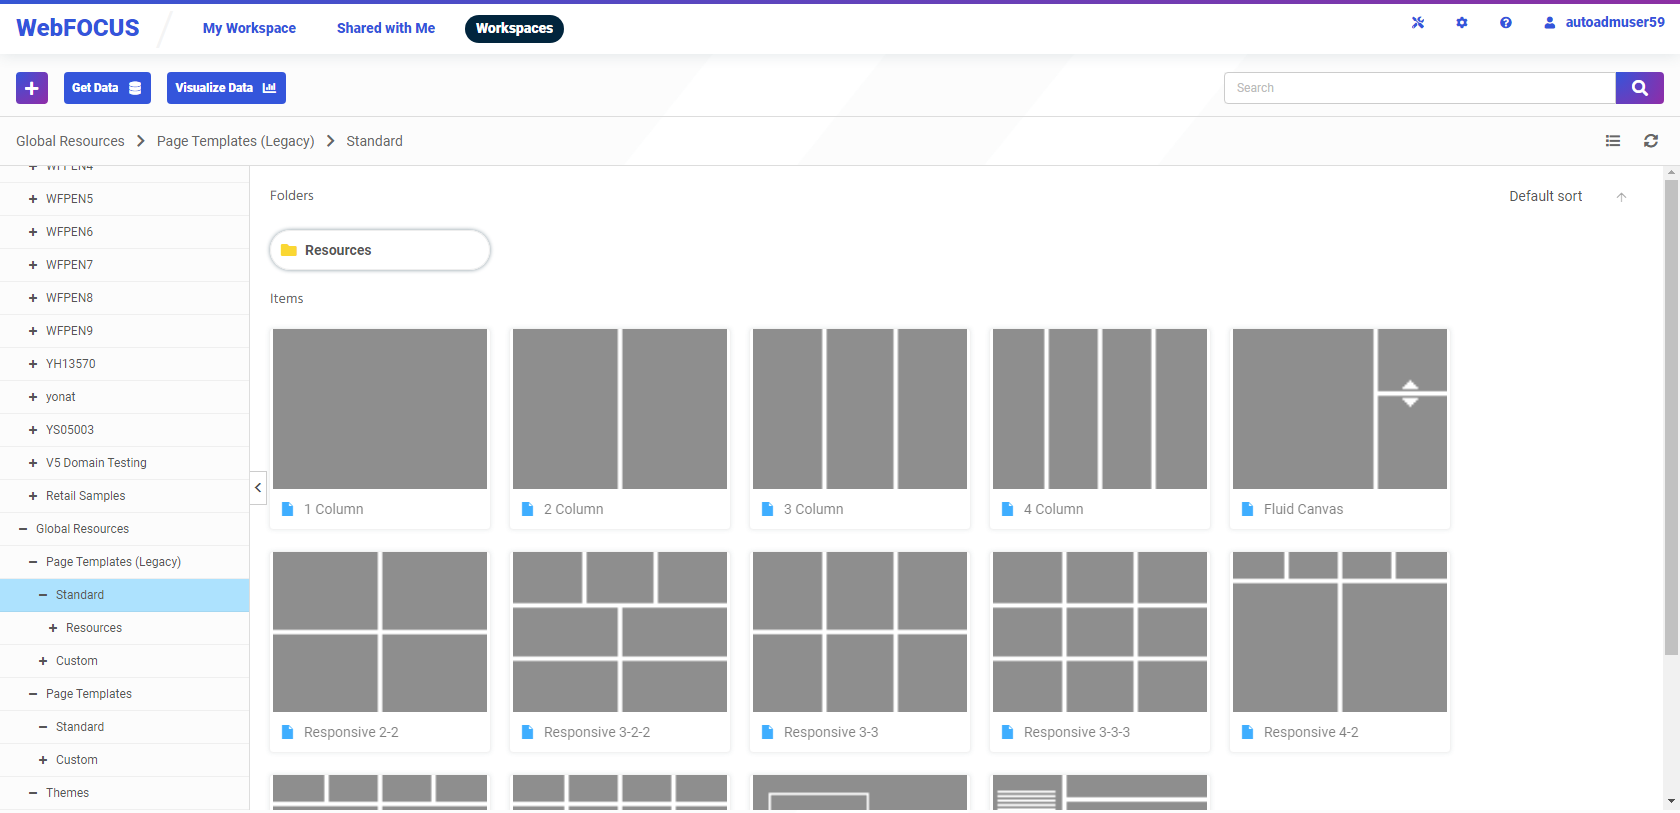 WebFOCUS
My Workspace
Shared with Me
Workspaces
autoadmuser59
Get Data
Visualize Data
Search
Global Resources
Page Templates (Legacy)
Standard
WFPEN4
WFPEN5
WFPEN6
WFPEN7
WFPEN8
WFPEN9
YH13570
yonat
YS05003
V5 Domain Testing
Retail Samples
Global Resources
Page Templates (Legacy)
Standard
Resources
Custom
Page Templates
Standard
Custom
Themes
Folders
Default sort
Resources
Items
1 Column
2 Column
3 Column
4 Column
Fluid Canvas
Responsive 2-2
Responsive 3-2-2
Responsive 3-3
Responsive 3-3-3
Responsive 4-2